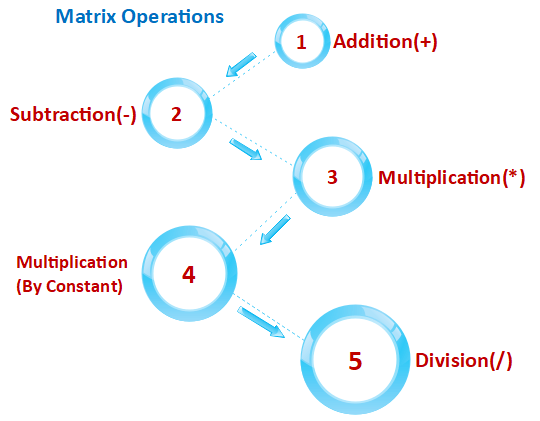 Matrix Operations
1
Addition(+)
Subtraction(-)
2
3
Multiplication(*)
Multiplication
(By Constant)
4
5
Division(/)